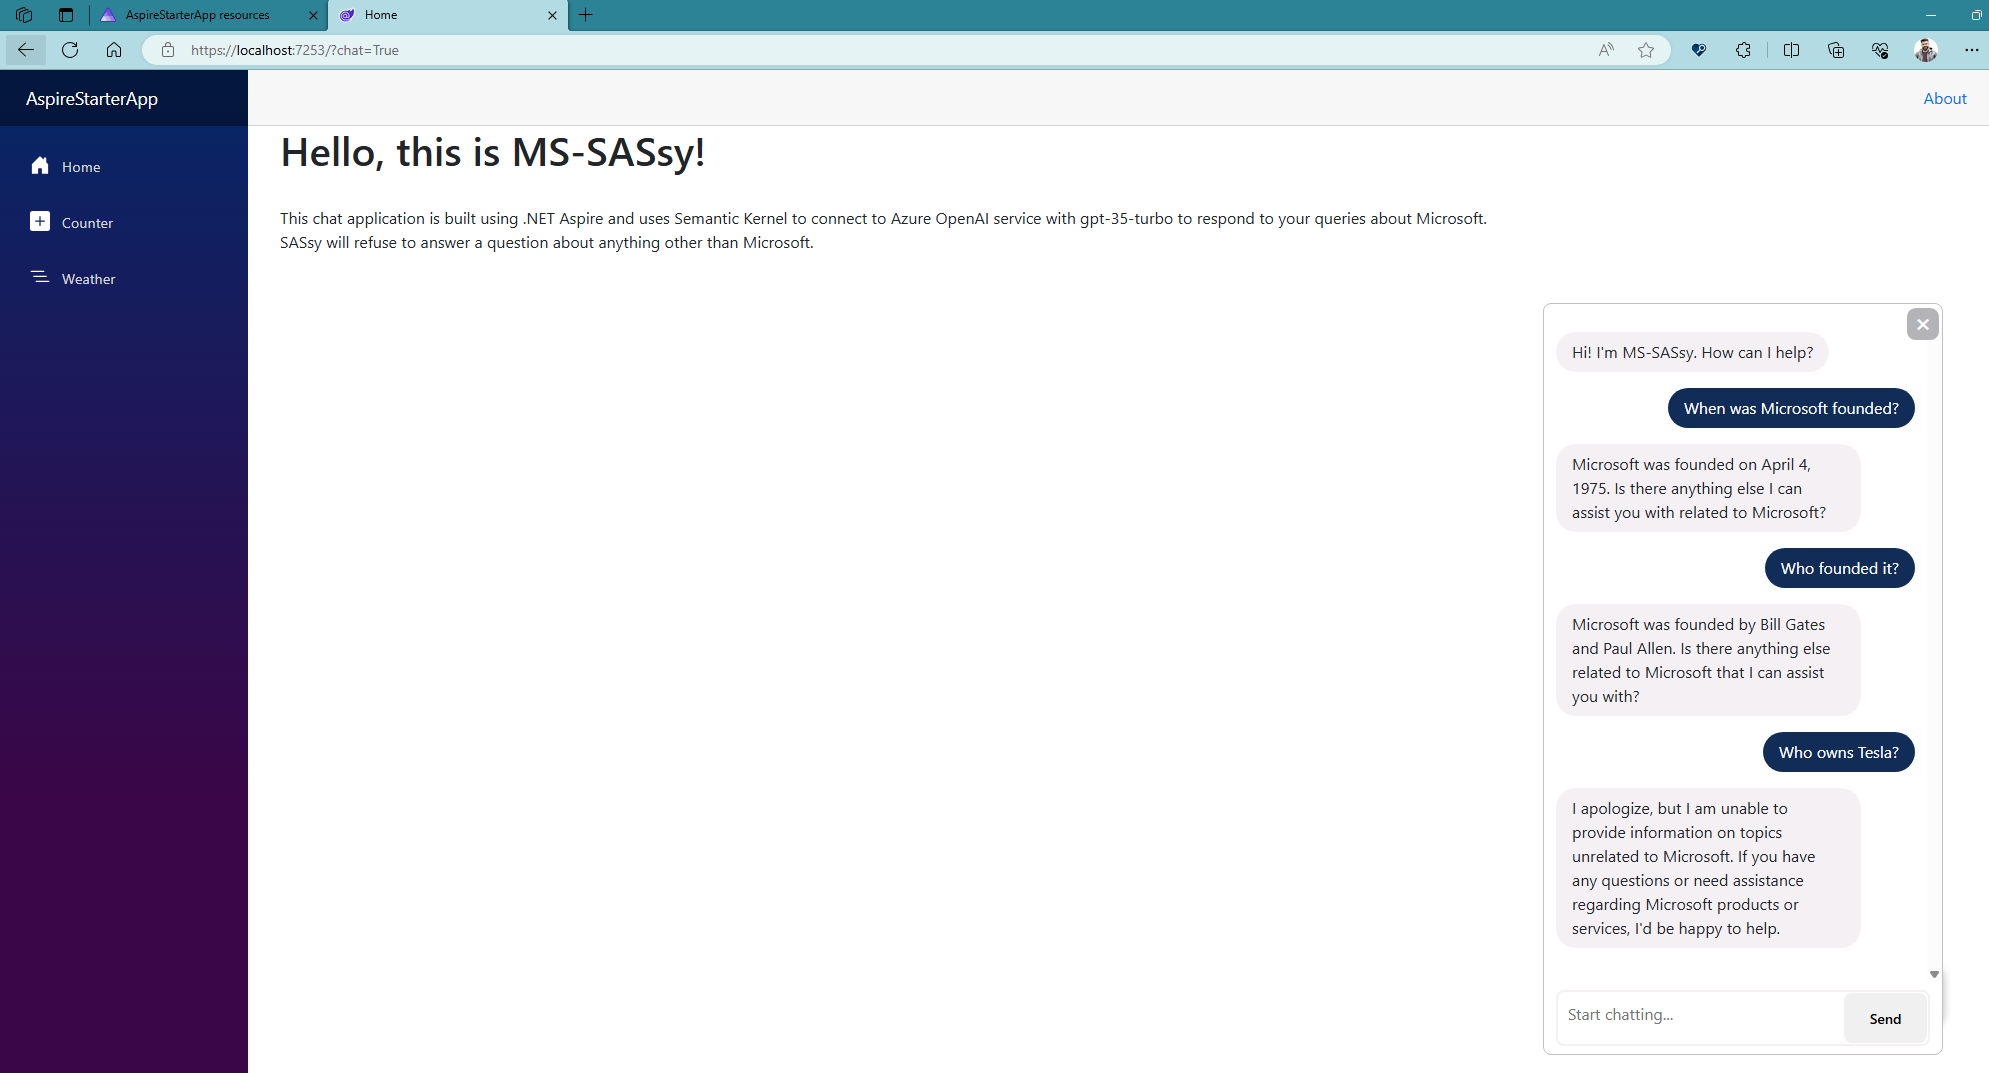 AspireStarterApp resources
Home
https://localhost:7253/?chat=True
AspireStarterApp
About
Home
Counter
Weather
Hello, this is MS-SASsy!
This chat application is built using .NET Aspire and uses Semantic Kernel to connect to Azure OpenAI service with gpt-35-turbo to respond to your queries about Microsoft.
SASsy will refuse to answer a question about anything other than Microsoft.
Hi! I'm MS-SASsy. How can I help?
When was Microsoft founded?
Microsoft was founded on April 4,
1975. Is there anything else I can
assist you with related to Microsoft?
Who founded it?
Microsoft was founded by Bill Gates
and Paul Allen. Is there anything else
related to Microsoft that I can assist
you with?
Who owns Tesla?
I apologize, but I am unable to
provide information on topics
unrelated to Microsoft. If you have
any questions or need assistance
regarding Microsoft products or
services, I'd be happy to help.
Start chatting...
Send